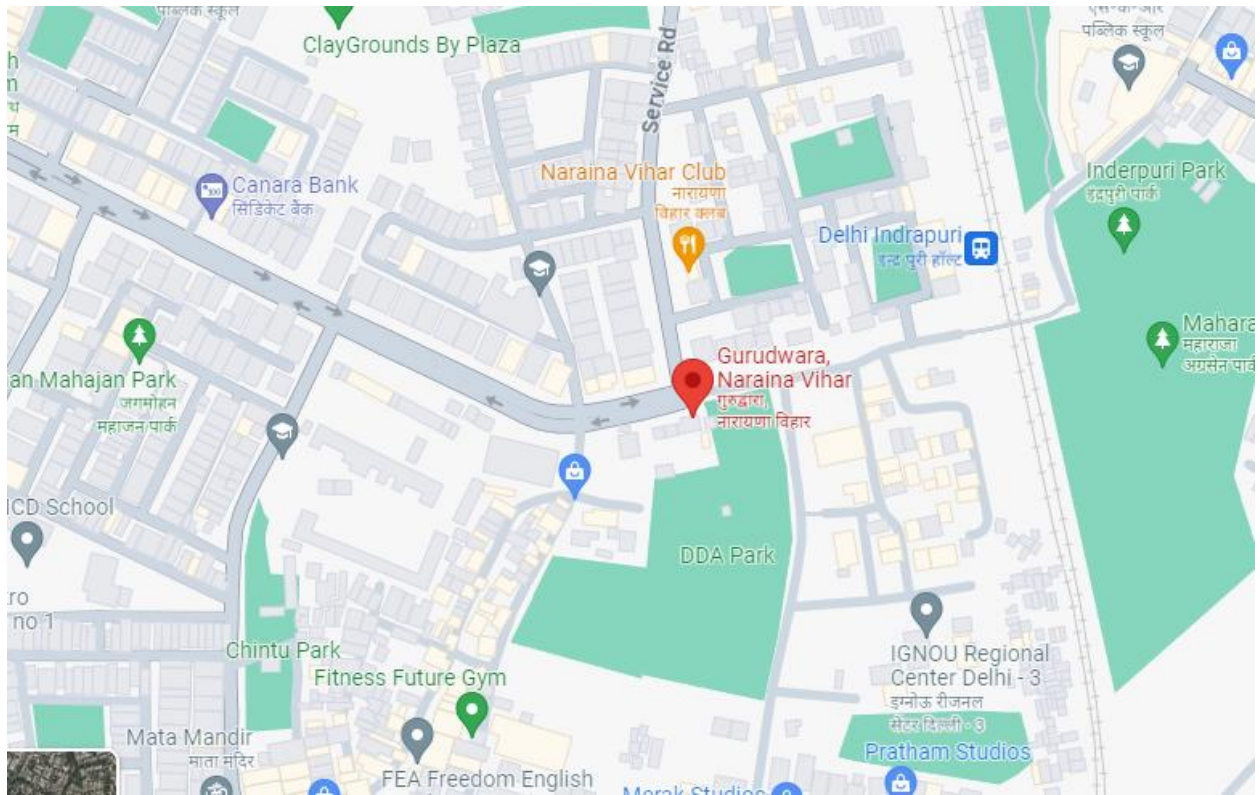 पब्लिक स्कूल
ClayGrounds By Plaza
Service Rd
पब्लिक स्कूल
Naraina Vihar Club
नारायणा
विहार क्लब
Canara Bank
सिंडिकेट बैंक
Inderpuri Park
इंद्रपुरी पार्क
Delhi Indrapuri
इन्द्र पुरी हॉल्ट
Mahara
महाराजा
अग्रसेन पार्क
an Mahajan Park
जगमोहन
महाजन पार्क
Gurudwara,
Naraina Vihar
गुरुद्वारा,
नारायणा विहार
CD School
no 1
DDA Park
Chintu Park
Fitness Future Gym
IGNOU Regional
Center Delhi - 3
इग्नोऊ रीजनल
सेंटर दिल्ली - 3
Mata Mandir
माता मंदिर
Pratham Studios
FEA Freedom English
Morak Studios